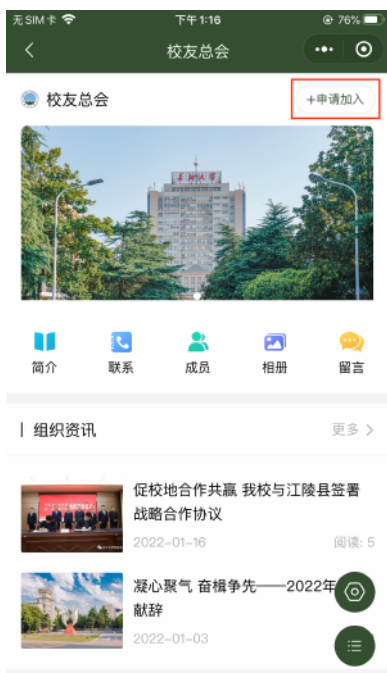 无SIM卡 下午1:16 76%
校友总会
校友总会 +申请加入
长江大学
简介 联系 成员 相册 留言
组织资讯 更多
促校地合作共赢 我校与江陵县签署
战略合作协议
2022-01-16 阅读: 5
凝心聚气 奋楫争先——2022年
献辞
2022-01-03